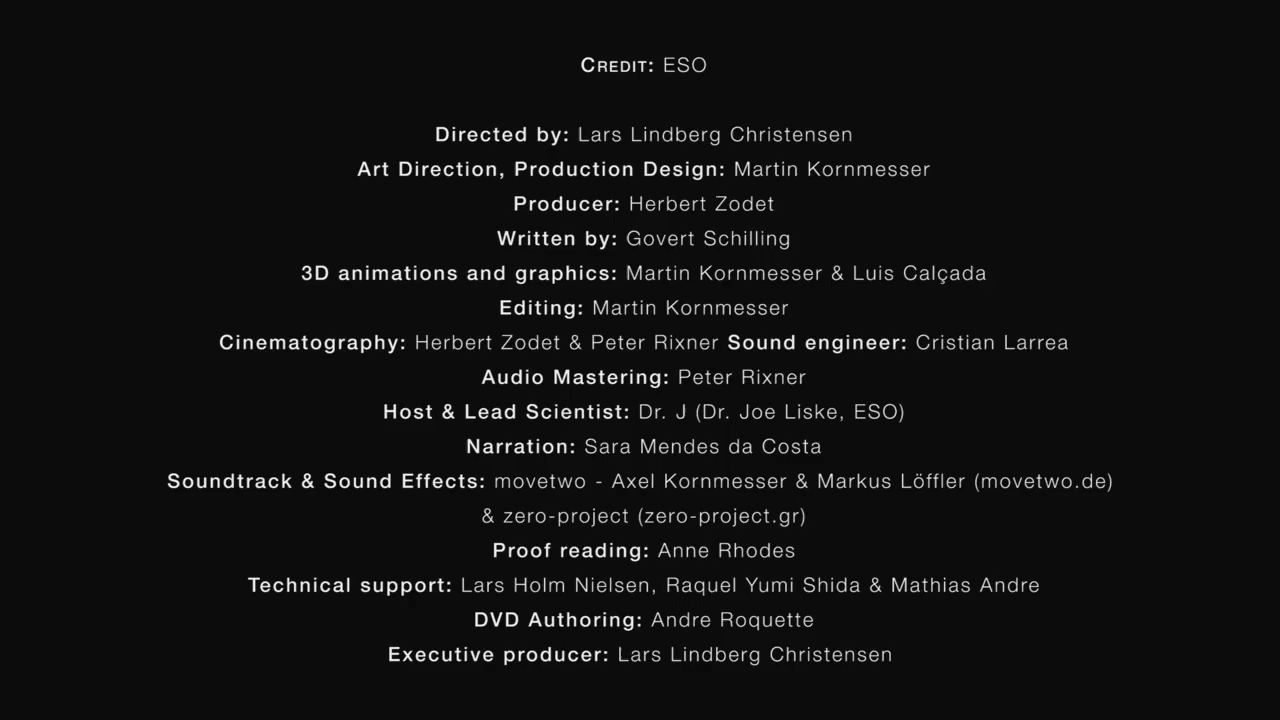 CREDIT: ESO
Directed by: Lars Lindberg Christensen
Art Direction, Production Design: Martin Kornmesser
Producer: Herbert Zodet
Written by: Govert Schilling
3D animations and graphics: Martin Kornmesser & Luis Calçada
Editing: Martin Kornmesser
Cinematography: Herbert Zodet & Peter Rixner Sound engineer: Cristian Larrea
Audio Mastering: Peter Rixner
Host & Lead Scientist: Dr. J (Dr. Joe Liske, ESO)
Narration: Sara Mendes da Costa
Soundtrack & Sound Effects: movetwo - Axel Kornmesser & Markus Löffler (movetwo.de)
& zero-project (zero-project.gr)
Proof reading: Anne Rhodes
Technical support: Lars Holm Nielsen, Raquel Yumi Shida & Mathias Andre
DVD Authoring: Andre Roquette
Executive producer: Lars Lindberg Christensen